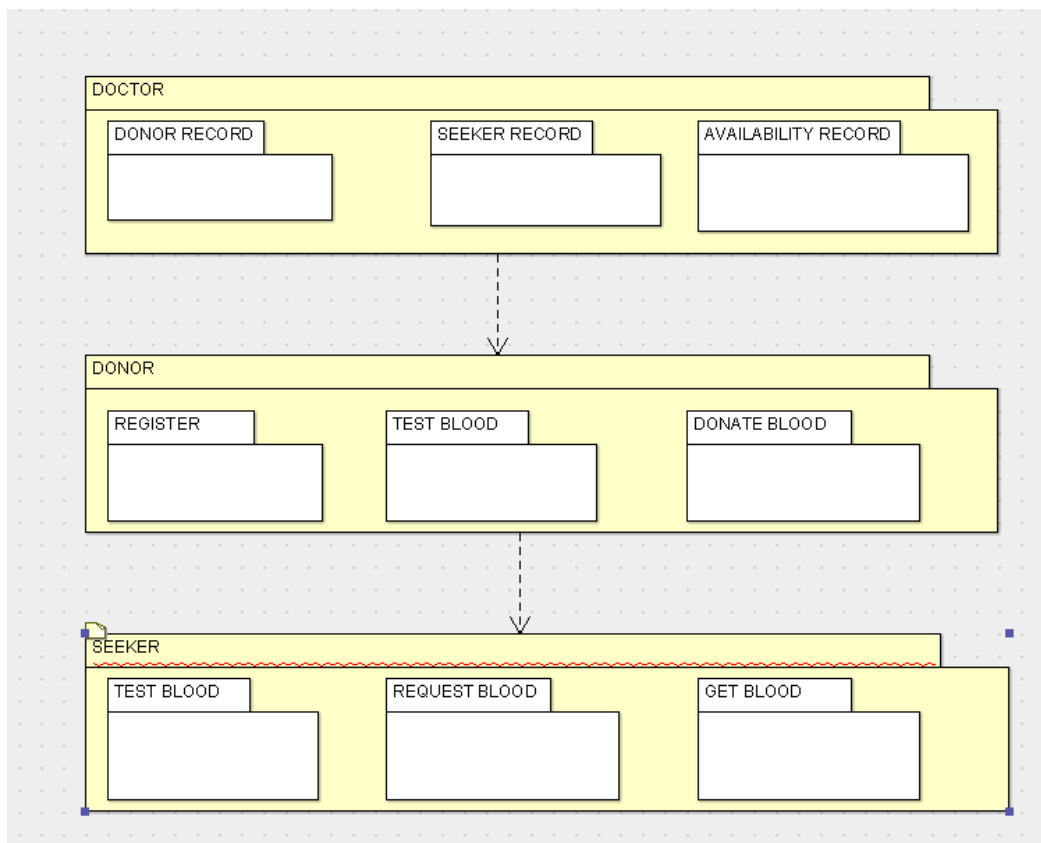 DOCTOR
DONOR RECORD
SEEKER RECORD
AVAILABILITY RECORD
DONOR
REGISTER
TEST BLOOD
DONATE BLOOD
SEEKER
TEST BLOOD
REQUEST BLOOD
GET BLOOD